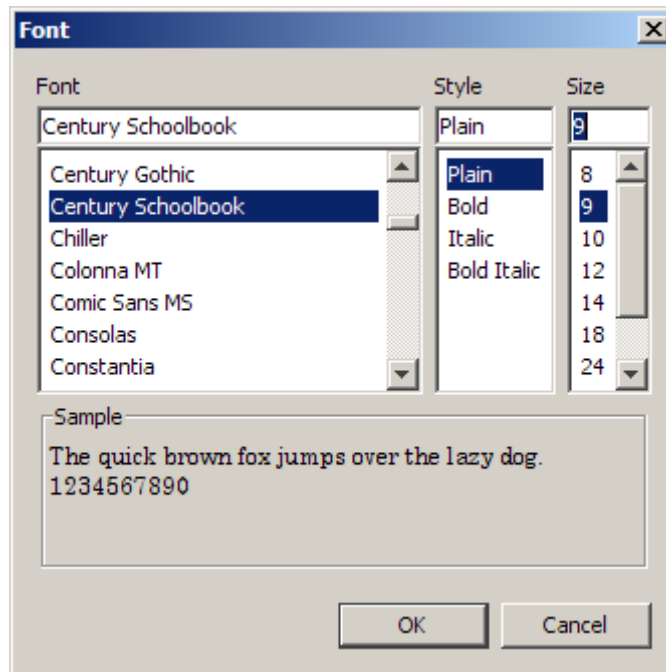 Font
Font
Style
Size
Century Schoolbook
Plain
9
Century Gothic
Century Schoolbook
Chiller
Colonna MT
Comic Sans MS
Consolas
Constantia
Plain
Bold
Italic
Bold Italic
8
9
10
12
14
18
24
Sample
The quick brown fox jumps over the lazy dog.
1234567890
OK
Cancel